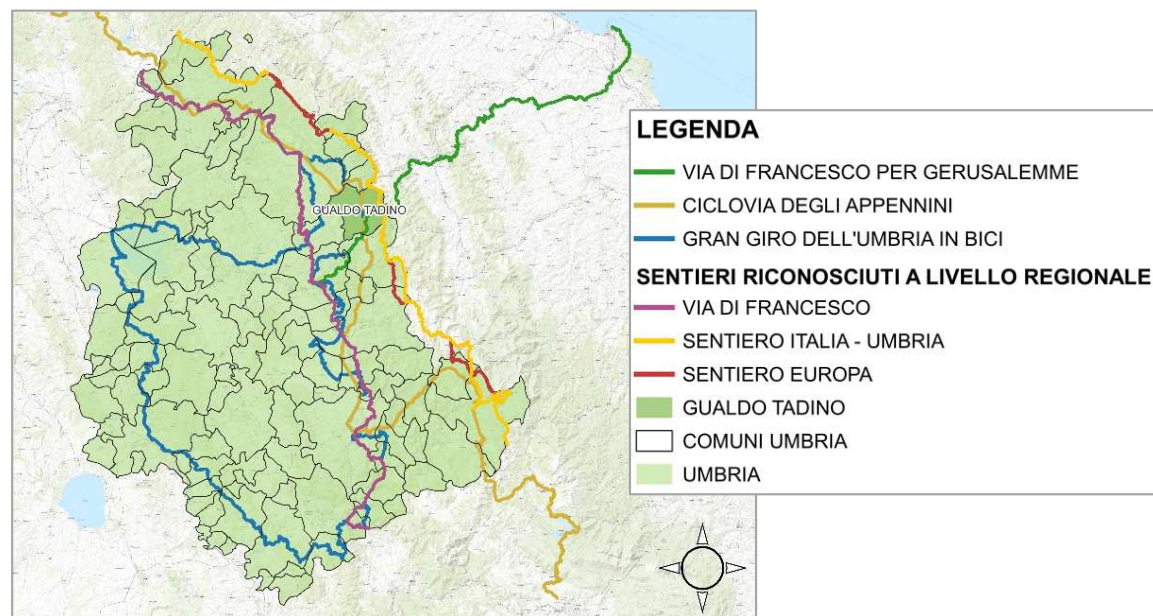 GUALDO TADINO
LEGENDA
VIA DI FRANCESCO PER GERUSALEMME
CICLOVIA DEGLI APPENNINI
GRAN GIRO DELL'UMBRIA IN BICI
SENTIERI RICONOSCIUTI A LIVELLO REGIONALE
VIA DI FRANCESCO
SENTIERO ITALIA - UMBRIA
SENTIERO EUROPA
GUALDO TADINO
COMUNI UMBRIA
UMBRIA